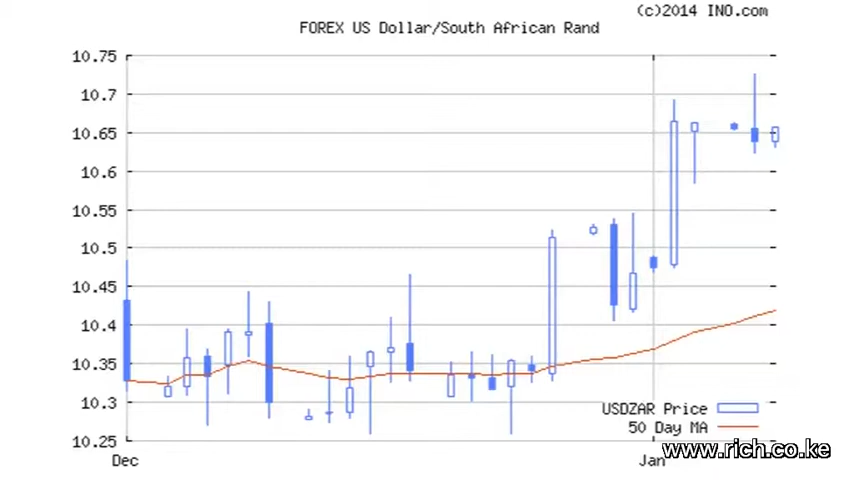 (c)2014 INO.com
FOREX US Dollar/South African Rand
10.75
10.7
10.65
10.6
10.55
10.5
10.45
10.4
10.35
10.3
10.25
USDZAR Price
50 Day MA
Dec
Jan
www.rich.co.ke